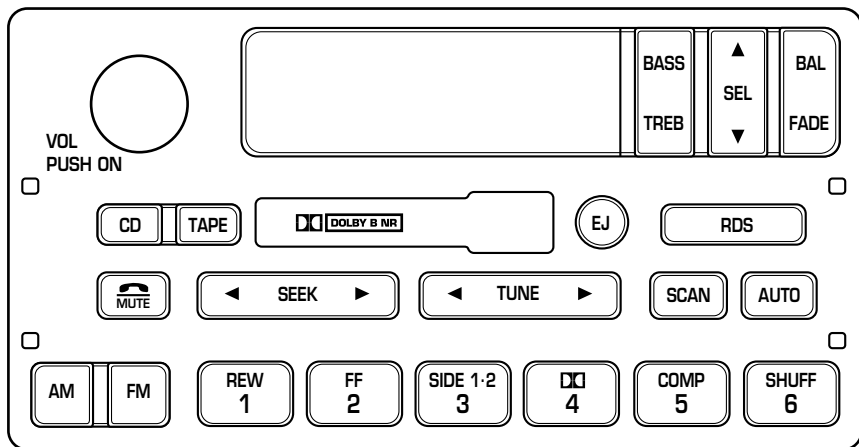 BASS
SEL
BAL
TREB
FADE
VOL
PUSH ON
CD
TAPE
DOLBY B NR
EJ
RDS
MUTE
SEEK
TUNE
SCAN
AUTO
AM
FM
REW
1
FF
2
SIDE 1·2
3
4
COMP
5
SHUFF
6